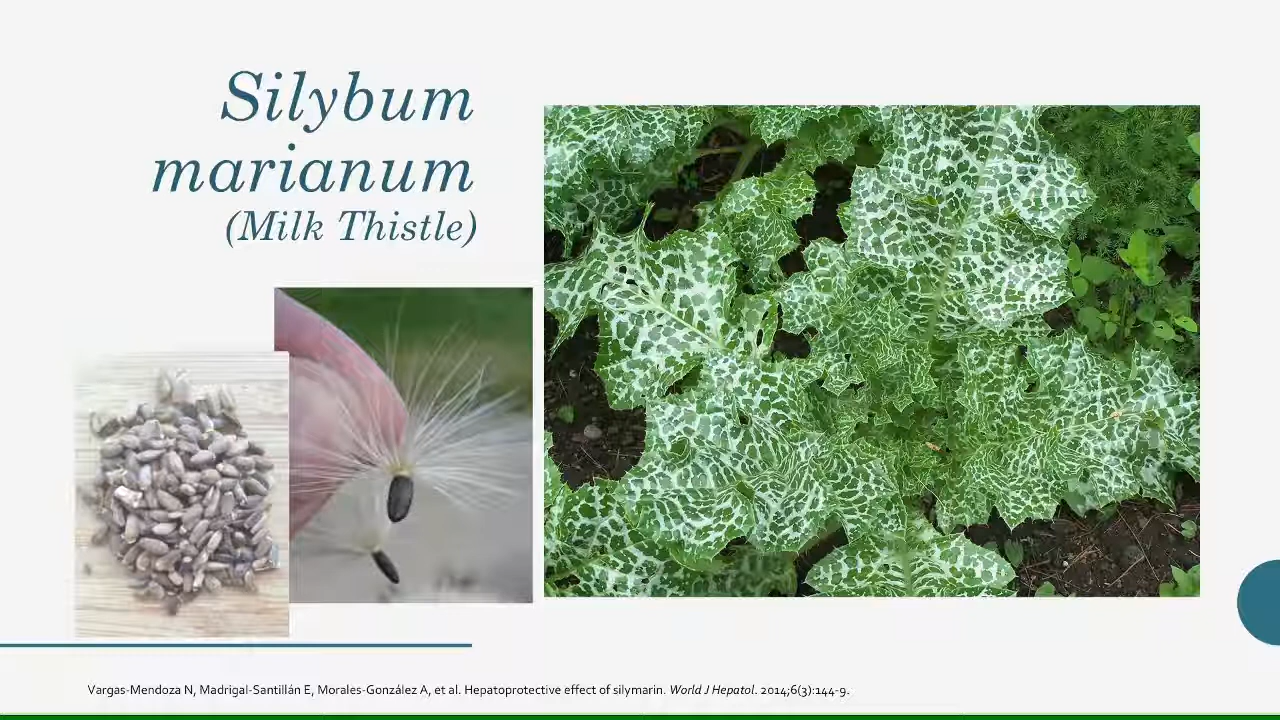 Silybum
marianum
(Milk Thistle)
Vargas-Mendoza N, Madrigal-Santillán E, Morales-González A, et al. Hepatoprotective effect of silymarin. World J Hepatol. 2014;6(3):144-9.